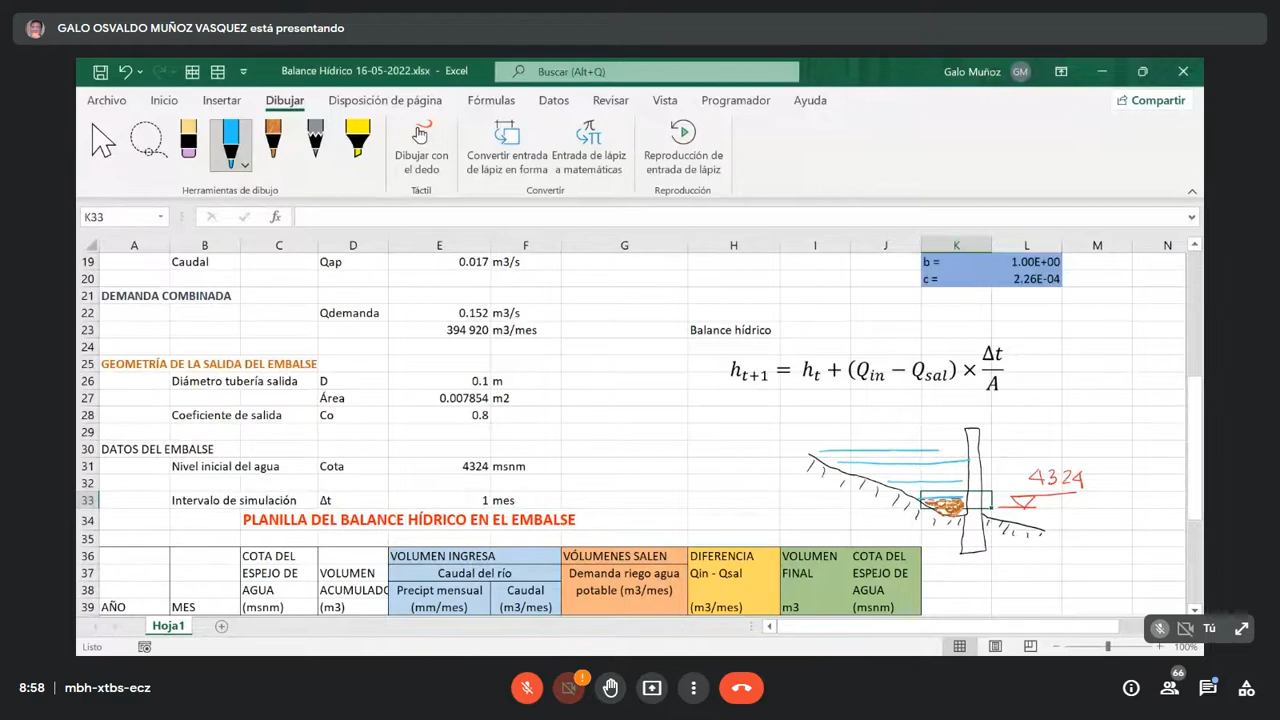 GALO OSVALDO MUÑOZ VASQUEZ está presentando
Balance Hídrico 16-05-2022.xlsx - Excel
Buscar (Alt+Q)
Galo Muñoz GM
Archivo Inicio Insertar Dibujar Disposición de página Fórmulas Datos Revisar Vista Programador Ayuda Compartir
Dibujar con el dedo
Convertir entrada de lápiz en forma
Entrada de lápiz a matemáticas
Reproducción de entrada de lápiz
Herramientas de dibujo Táctil Convertir Reproducción
K33 fx
A B C D E F G H I J K L M N
19 Caudal Qap 0.017 m3/s b = 1.00E+00
20 c = 2.26E-04
21 DEMANDA COMBINADA
22 Qdemanda 0.152 m3/s
23 394 920 m3/mes Balance hídrico
24
25 GEOMETRÍA DE LA SALIDA DEL EMBALSE
h_{t+1} = h_t + (Q_{in} − Q_{sal}) × Δt/A
26 Diámetro tubería salida D 0.1 m
27 Área 0.007854 m2
28 Coeficiente de salida Co 0.8
29
30 DATOS DEL EMBALSE
31 Nivel inicial del agua Cota 4324 msnm
4324
32
33 Intervalo de simulación Δt 1 mes
34 PLANILLA DEL BALANCE HÍDRICO EN EL EMBALSE
35
36 COTA DEL VOLUMEN INGRESA VÓLUMENES SALEN DIFERENCIA VOLUMEN COTA DEL
37 ESPEJO DE VOLUMEN Caudal del río Demanda riego agua Qin - Qsal FINAL ESPEJO DE
38 AGUA ACUMULADO Precipt mensual Caudal potable (m3/mes) AGUA
39 AÑO MES (msnm) (m3) (mm/mes) (m3/mes) (m3/mes) m3 (msnm)
Hoja1
Tú
Listo
100%
8:58 mbh-xtbs-ecz
66